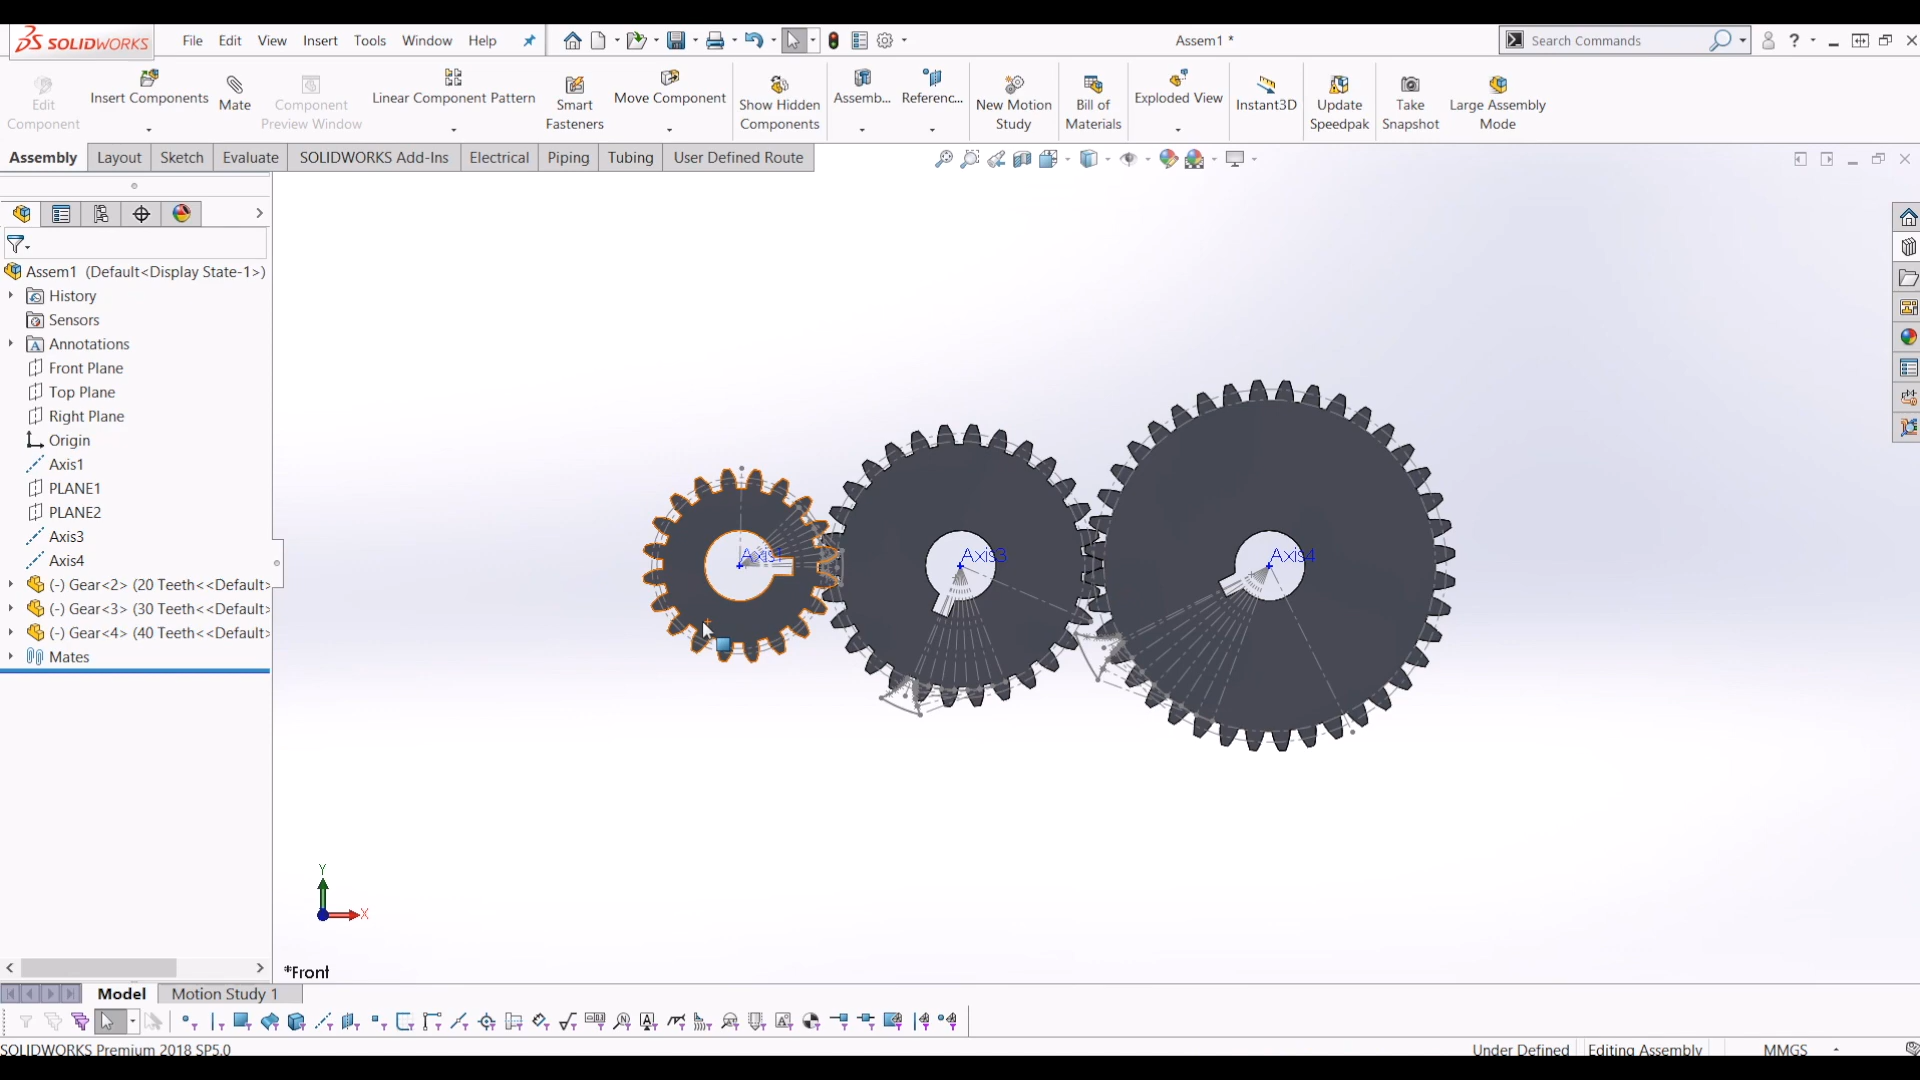 SOLIDWORKS File Edit View Insert Tools Window Help Assem1 * Search Commands ?
Edit Component Insert Components Mate Component Preview Window Linear Component Pattern Smart Fasteners Move Component Show Hidden Components Assemb... Referenc... New Motion Study Bill of Materials Exploded View Instant3D Update Speedpak Take Snapshot Large Assembly Mode
Assembly Layout Sketch Evaluate SOLIDWORKS Add-Ins Electrical Piping Tubing User Defined Route
Assem1 (Default<Display State-1>)
History
Sensors
Annotations
Front Plane
Top Plane
Right Plane
Origin
Axis1
PLANE1
PLANE2
Axis3
Axis4
(-) Gear<2> (20 Teeth<<Default>
(-) Gear<3> (30 Teeth<<Default>
(-) Gear<4> (40 Teeth<<Default>
Mates
Axis1 Axis3 Axis4
Y
X
*Front
Model Motion Study 1
SOLIDWORKS Premium 2018 SP5.0 Under Defined Editing Assembly MMGS